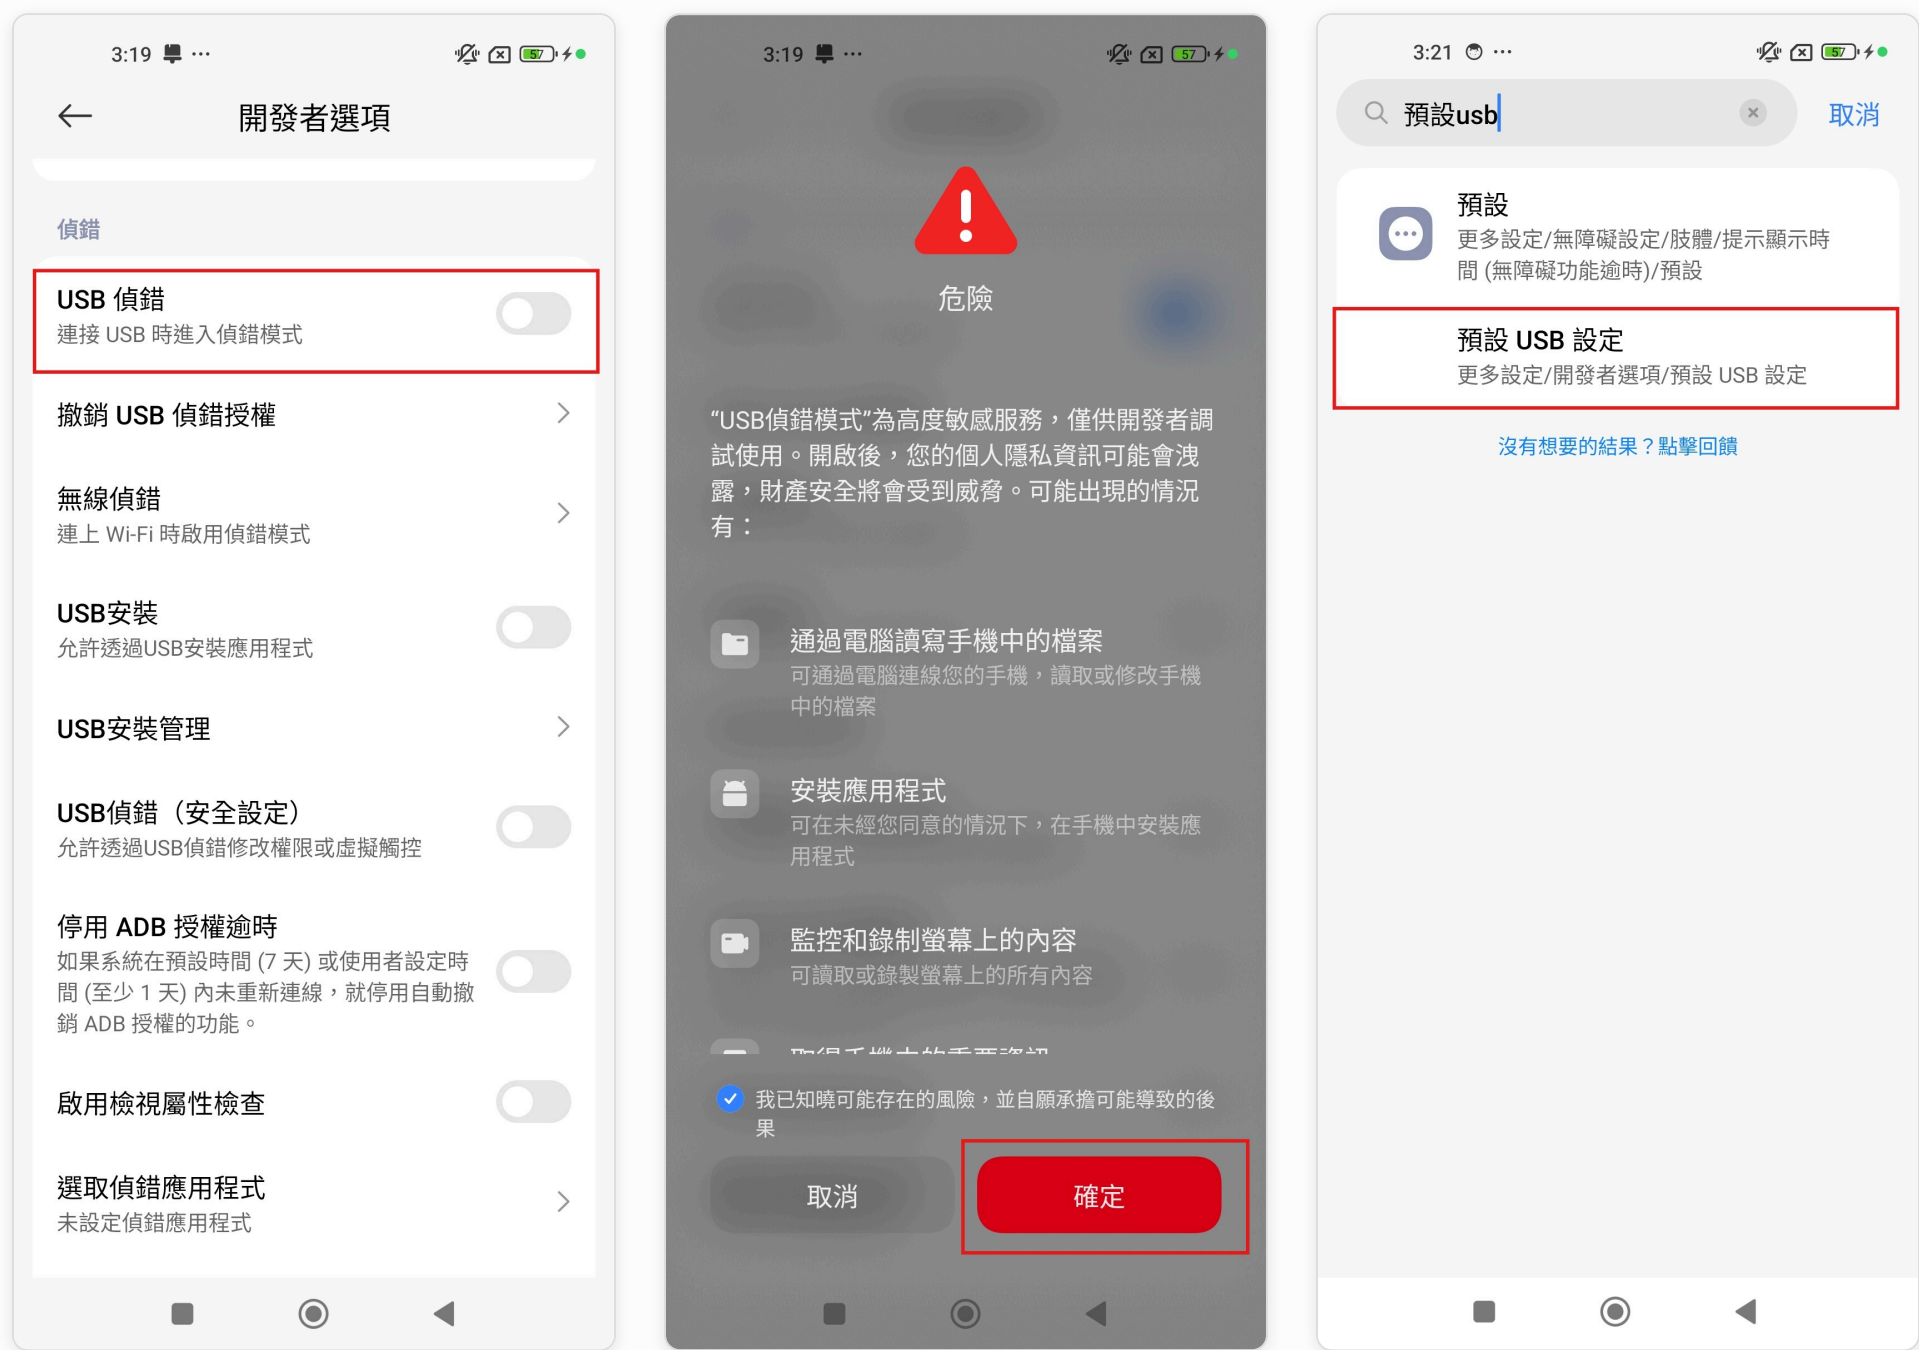 3:19
57
開發者選項
偵錯
USB 偵錯
連接 USB 時進入偵錯模式
撤銷 USB 偵錯授權
無線偵錯
連上 Wi-Fi 時啟用偵錯模式
USB安裝
允許透過USB安裝應用程式
USB安裝管理
USB偵錯（安全設定）
允許透過USB偵錯修改權限或虛擬觸控
停用 ADB 授權逾時
如果系統在預設時間 (7 天) 或使用者設定時
間 (至少 1 天) 內未重新連線，就停用自動撤
銷 ADB 授權的功能。
啟用檢視屬性檢查
選取偵錯應用程式
未設定偵錯應用程式
3:19
57
危險
“USB偵錯模式”為高度敏感服務，僅供開發者調
試使用。開啟後，您的個人隱私資訊可能會洩
露，財產安全將會受到威脅。可能出現的情況
有：
通過電腦讀寫手機中的檔案
可通過電腦連線您的手機，讀取或修改手機
中的檔案
安裝應用程式
可在未經您同意的情況下，在手機中安裝應
用程式
監控和錄制螢幕上的內容
可讀取或錄製螢幕上的所有內容
取得手機中的重要資訊
我已知曉可能存在的風險，並自願承擔可能導致的後
果
取消
確定
3:21
57
預設usb
取消
預設
更多設定/無障礙設定/肢體/提示顯示時
間 (無障礙功能逾時)/預設
預設 USB 設定
更多設定/開發者選項/預設 USB 設定
沒有想要的結果？點擊回饋